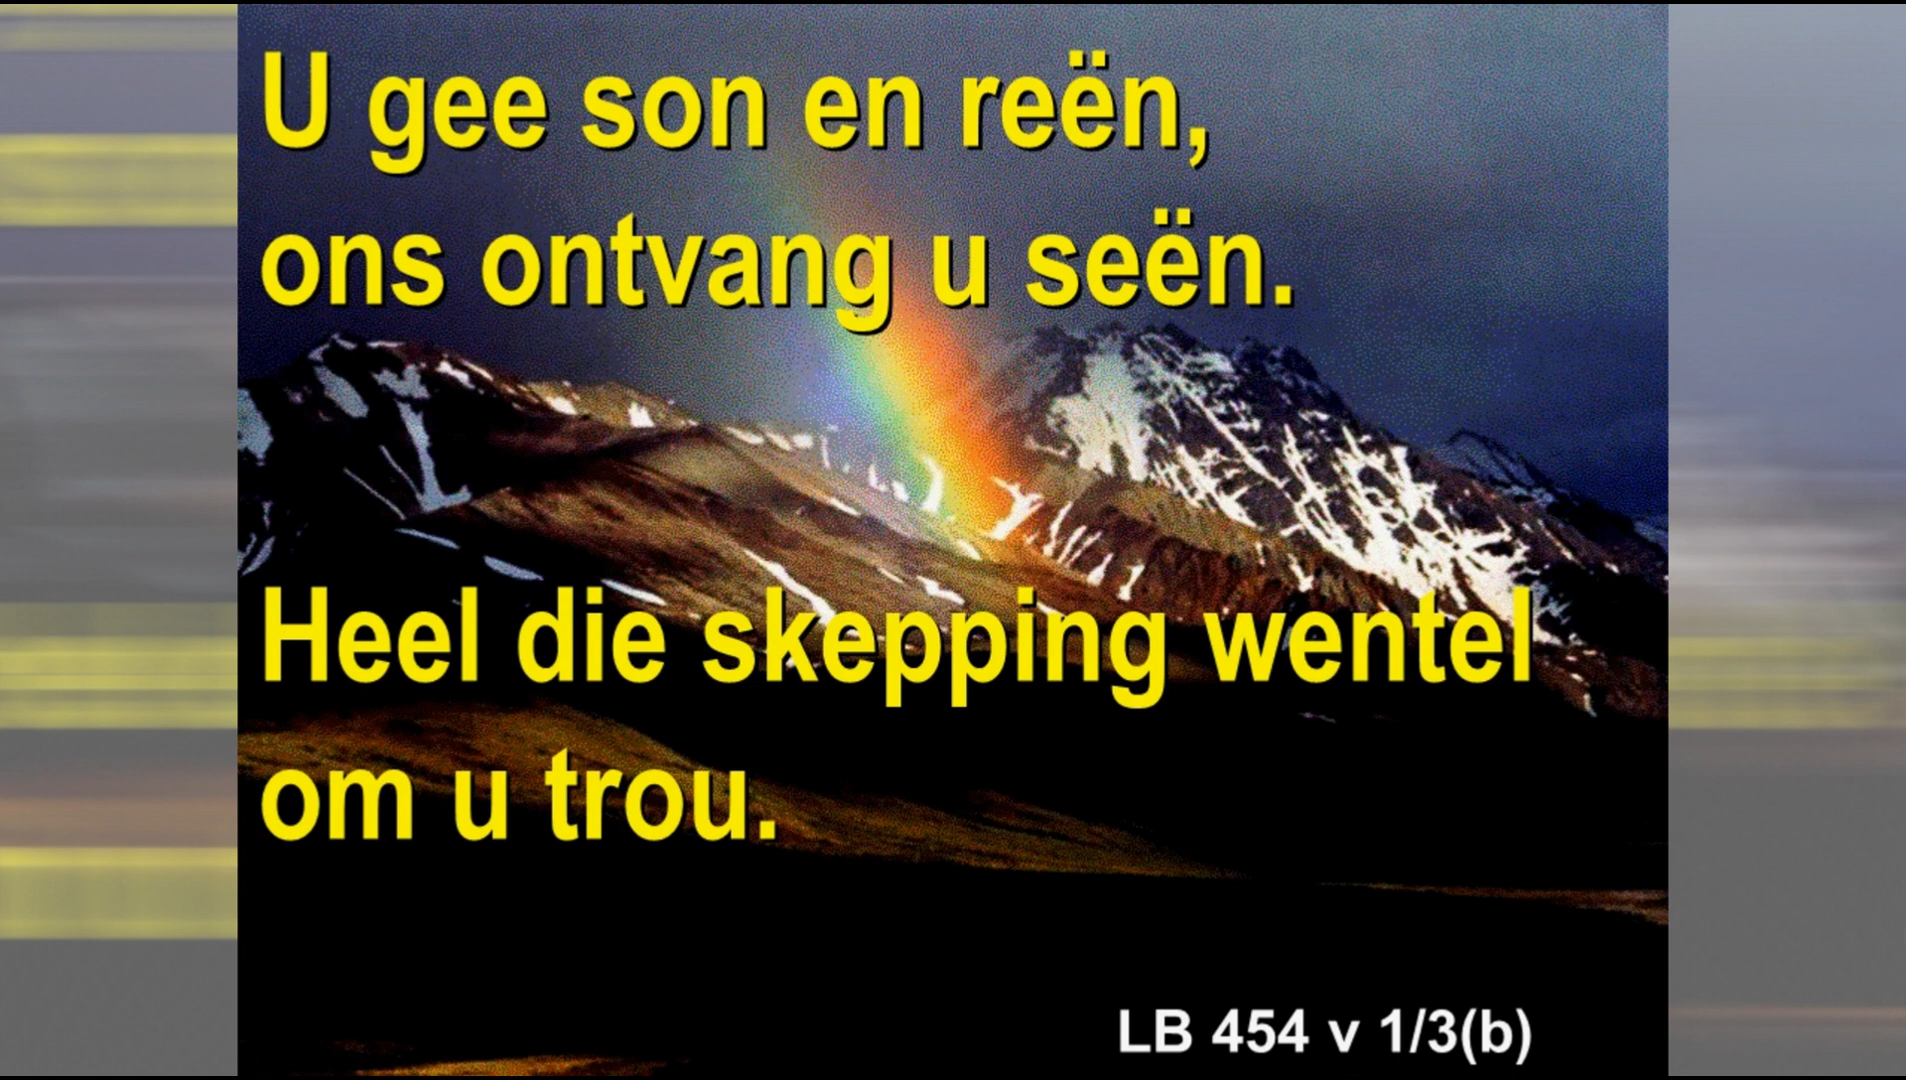 U gee son en reën,
ons ontvang u seën.
Heel die skepping wentel
om u trou.
LB 454 v 1/3(b)